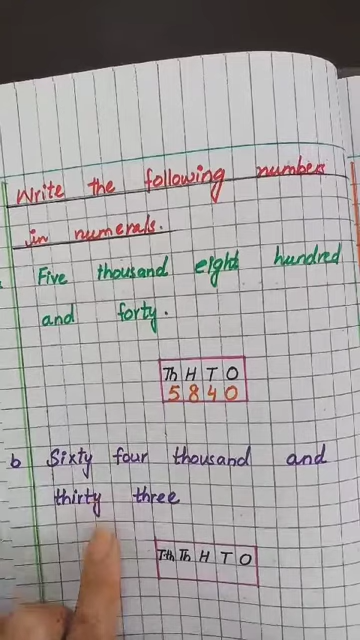 Write the following numbers
in numerals.
Five thousand eight hundred
and forty.
Th H T O
5 8 4 0
b Sixty four thousand and
thirty three
T.th Th H T O